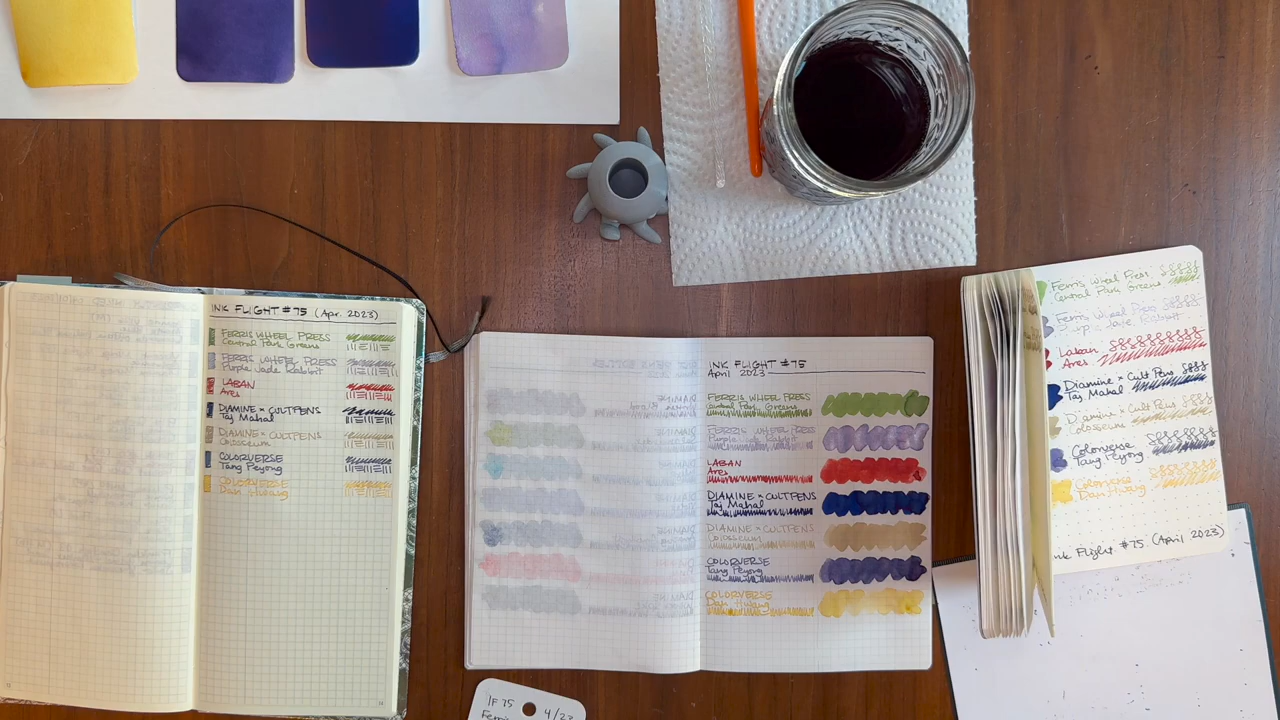 INK FLIGHT #75 (Apr. 2023)
FERRIS WHEEL PRESS
Central Park Greens
FERRIS WHEEL PRESS
Purple Jade Rabbit
LABAN
Ares
DIAMINE × CULTPENS
Taj Mahal
DIAMINE × CULTPENS
Colosseum
COLORVERSE
Tang Peyong
COLORVERSE
Dan Hwang
INK FLIGHT #75
April 2023
FERRIS WHEEL PRESS
Central Park Greens
FERRIS WHEEL PRESS
Purple Jade Rabbit
LABAN
Ares
DIAMINE × CULTPENS
Taj Mahal
DIAMINE × CULTPENS
Colosseum
COLORVERSE
Tang Peyong
COLORVERSE
Dan Hwang
Ferris Wheel Press
Central Park Greens
Ferris Wheel Press
Purple Jade Rabbit
Laban
Ares
Diamine × Cult Pens
Taj Mahal
Diamine × Cult Pens
Colosseum
Colorverse
Tang Peyong
Colorverse
Dan Hwang
nk Flight #75 (April 2023)
IF 75 4/23
Ferri